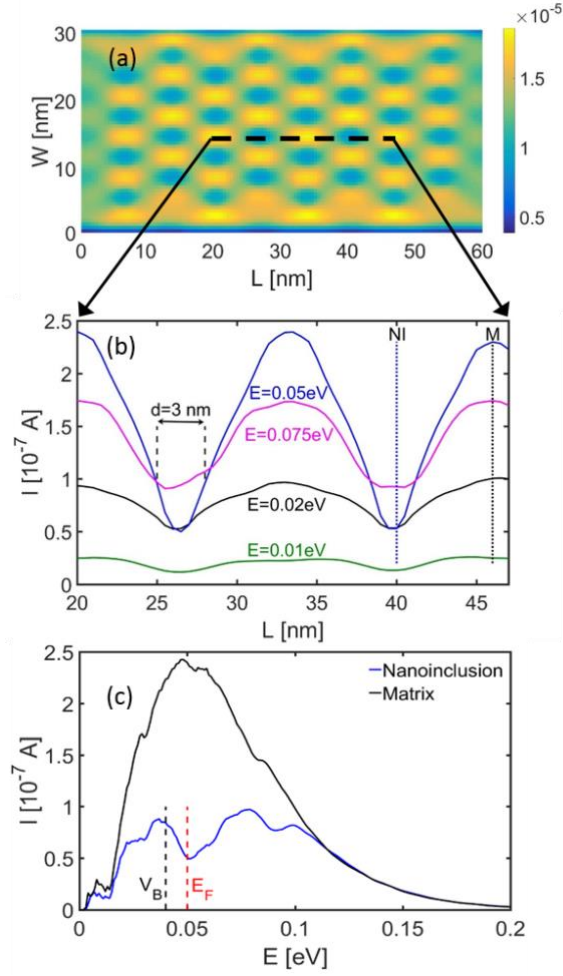 ×10⁻⁵
(a)
30
20
10
0
W [nm]
1.5
1
0.5
0 10 20 30 40 50 60
L [nm]
(b)
2.5
2
1.5
1
0.5
0
I [10⁻⁷ A]
NI M
E=0.05eV
d=3 nm
E=0.075eV
E=0.02eV
E=0.01eV
20 25 30 35 40 45
L [nm]
(c)
2.5
2
1.5
1
0.5
0
I [10⁻⁷ A]
Nanoinclusion
Matrix
V_B E_F
0 0.05 0.1 0.15 0.2
E [eV]